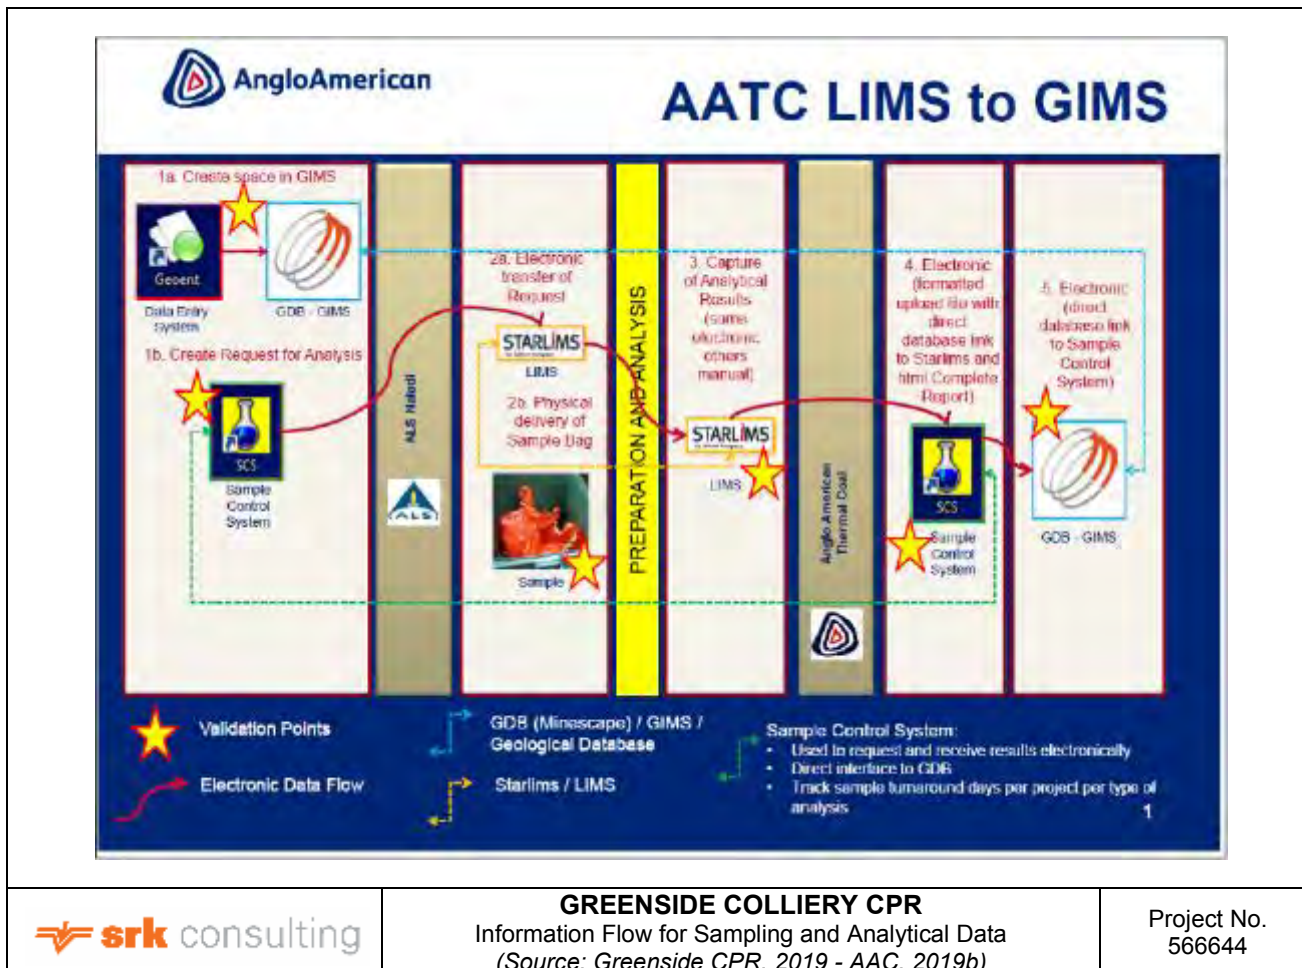 AngloAmerican
AATC LIMS to GIMS
1a. Create space in GIMS
Geoent
Data Entry
System
GDB - GIMS
1b. Create Request for Analysis
SCS
Sample
Control
System
ALS
2a. Electronic
transfer of
Request
STARLIMS
LIMS
2b. Physical
delivery of
Sample Bag
Sample
PREPARATION AND ANALYSIS
3. Capture
of Analytical
Results
(some
electronic
others
manual)
STARLIMS
LIMS
Anglo American
Thermal Coal
4. Electronic
(formatted
upload file with
direct
database link
to Starlims and
html Complete
Report)
SCS
Sample
Control
System
5. Electronic
(direct
database link
to Sample
Control
System)
GDB - GIMS
Validation Points
Electronic Data Flow
GDB (Minescape) / GIMS /
Geological Database
Starlims / LIMS
Sample Control System:
• Used to request and receive results electronically
• Direct interface to GDB
• Track sample turnaround days per project per type of
analysis
1
srk consulting
GREENSIDE COLLIERY CPR
Information Flow for Sampling and Analytical Data
(Source: Greenside CPR, 2019 - AAC, 2019b)
Project No.
566644